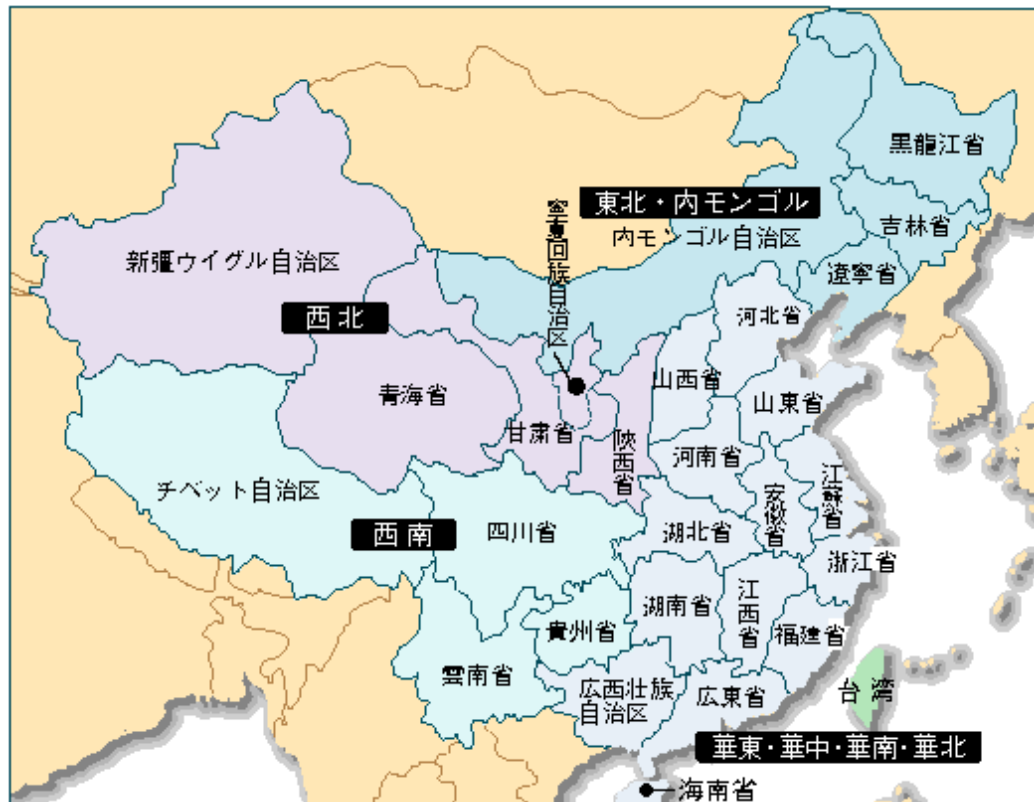 黒龍江省
東北・内モンゴル
内モンゴル自治区
吉林省
遼寧省
寧夏回族自治区
新疆ウイグル自治区
西北
河北省
山西省
青海省
山東省
甘粛省
陝西省
河南省
江蘇省
安徽省
チベット自治区
西南
四川省
湖北省
浙江省
江西省
湖南省
福建省
貴州省
雲南省
広西壮族
自治区
広東省
台湾
華東・華中・華南・華北
海南省